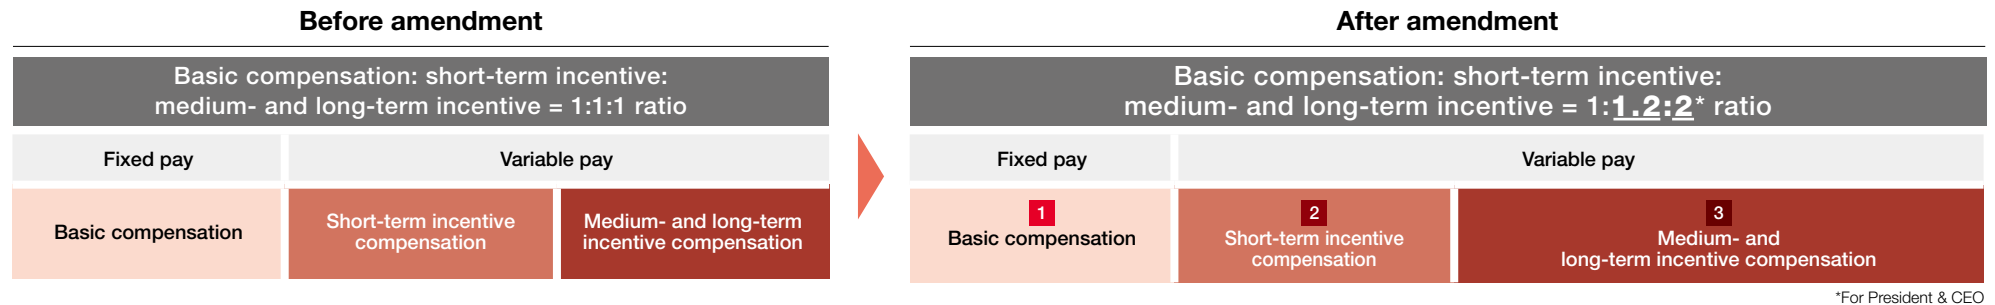 Before amendment
Basic compensation: short-term incentive:
medium- and long-term incentive = 1:1:1 ratio
Fixed pay
Variable pay
Basic compensation
Short-term incentive
compensation
Medium- and long-term
incentive compensation
After amendment
Basic compensation: short-term incentive:
medium- and long-term incentive = 1:1.2:2* ratio
Fixed pay
Variable pay
1
Basic compensation
2
Short-term incentive
compensation
3
Medium- and
long-term incentive compensation
*For President & CEO